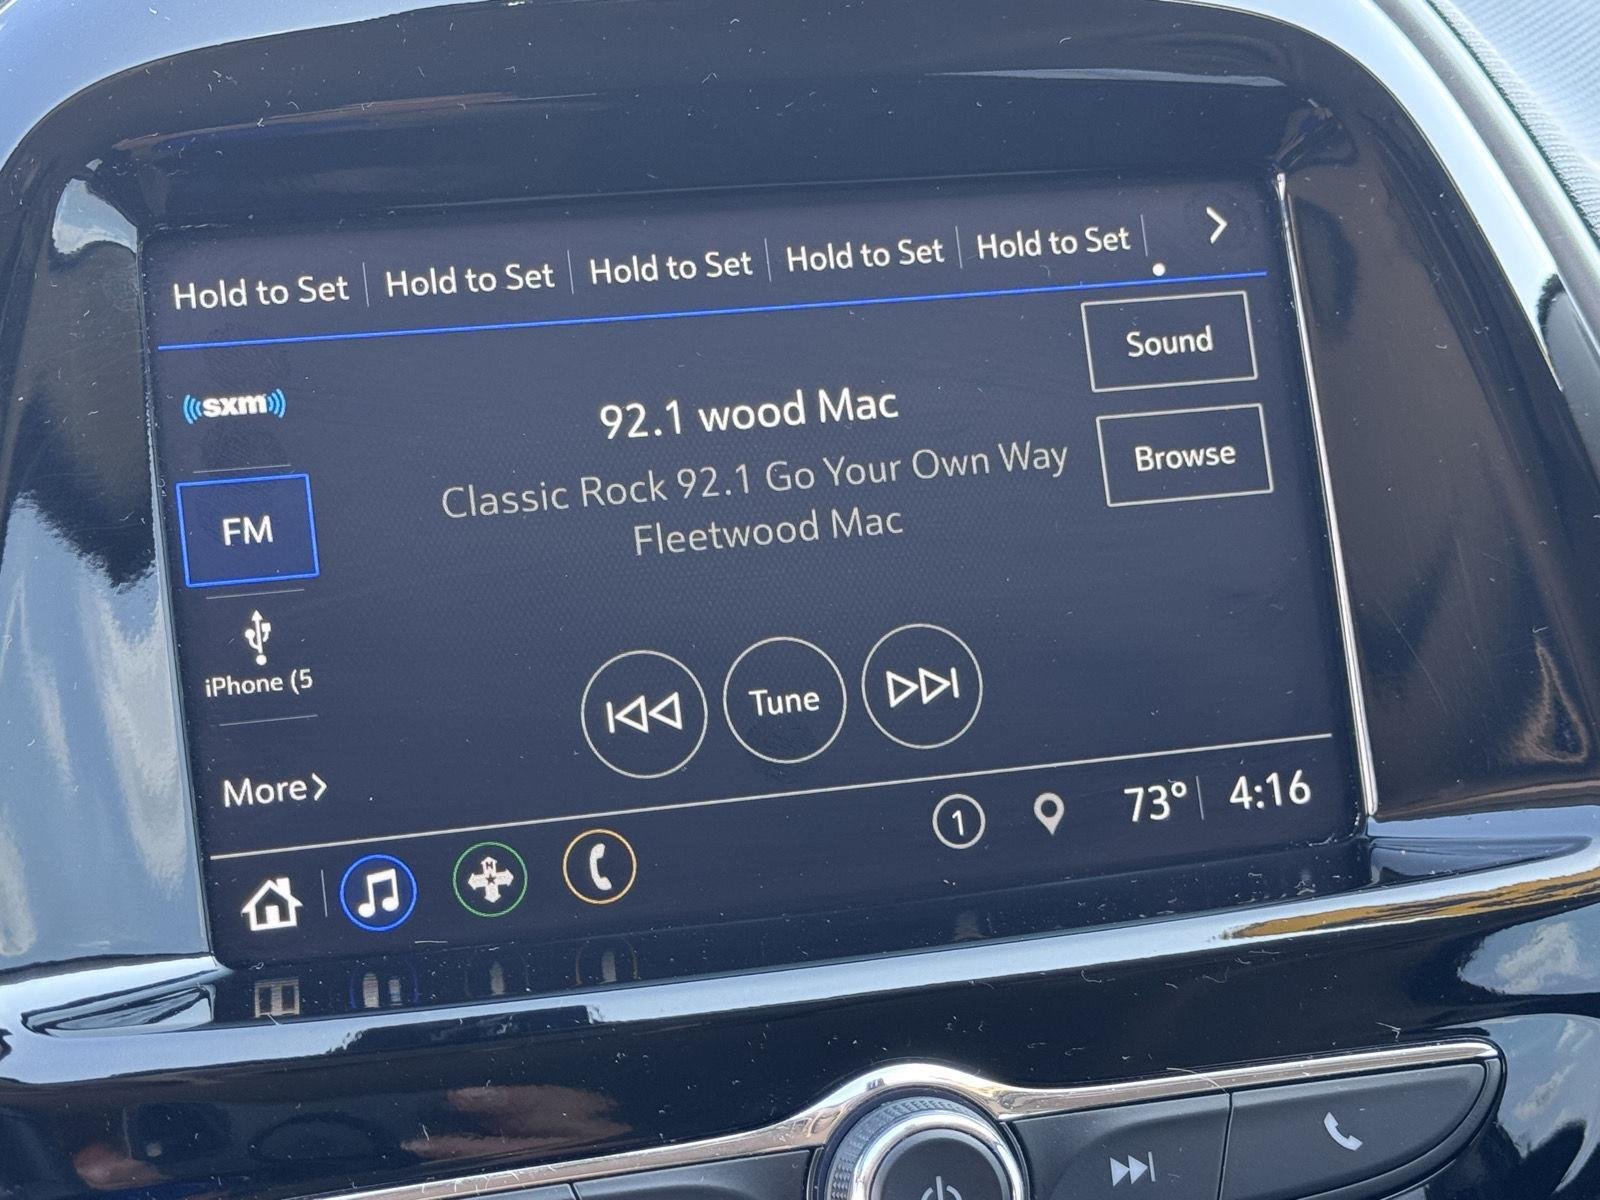 Hold to Set Hold to Set Hold to Set Hold to Set Hold to Set
sxm
Sound
92.1 wood Mac
Classic Rock 92.1 Go Your Own Way
Fleetwood Mac
Browse
FM
iPhone (5
Tune
More
1 73° 4:16
N
S